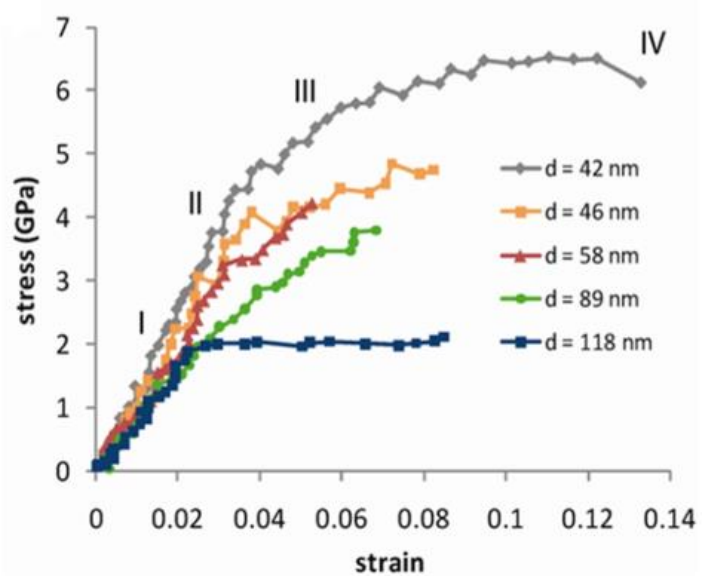 7
6
5
4
3
2
1
0
stress (GPa)
I
II
III
IV
d = 42 nm
d = 46 nm
d = 58 nm
d = 89 nm
d = 118 nm
0 0.02 0.04 0.06 0.08 0.1 0.12 0.14
strain